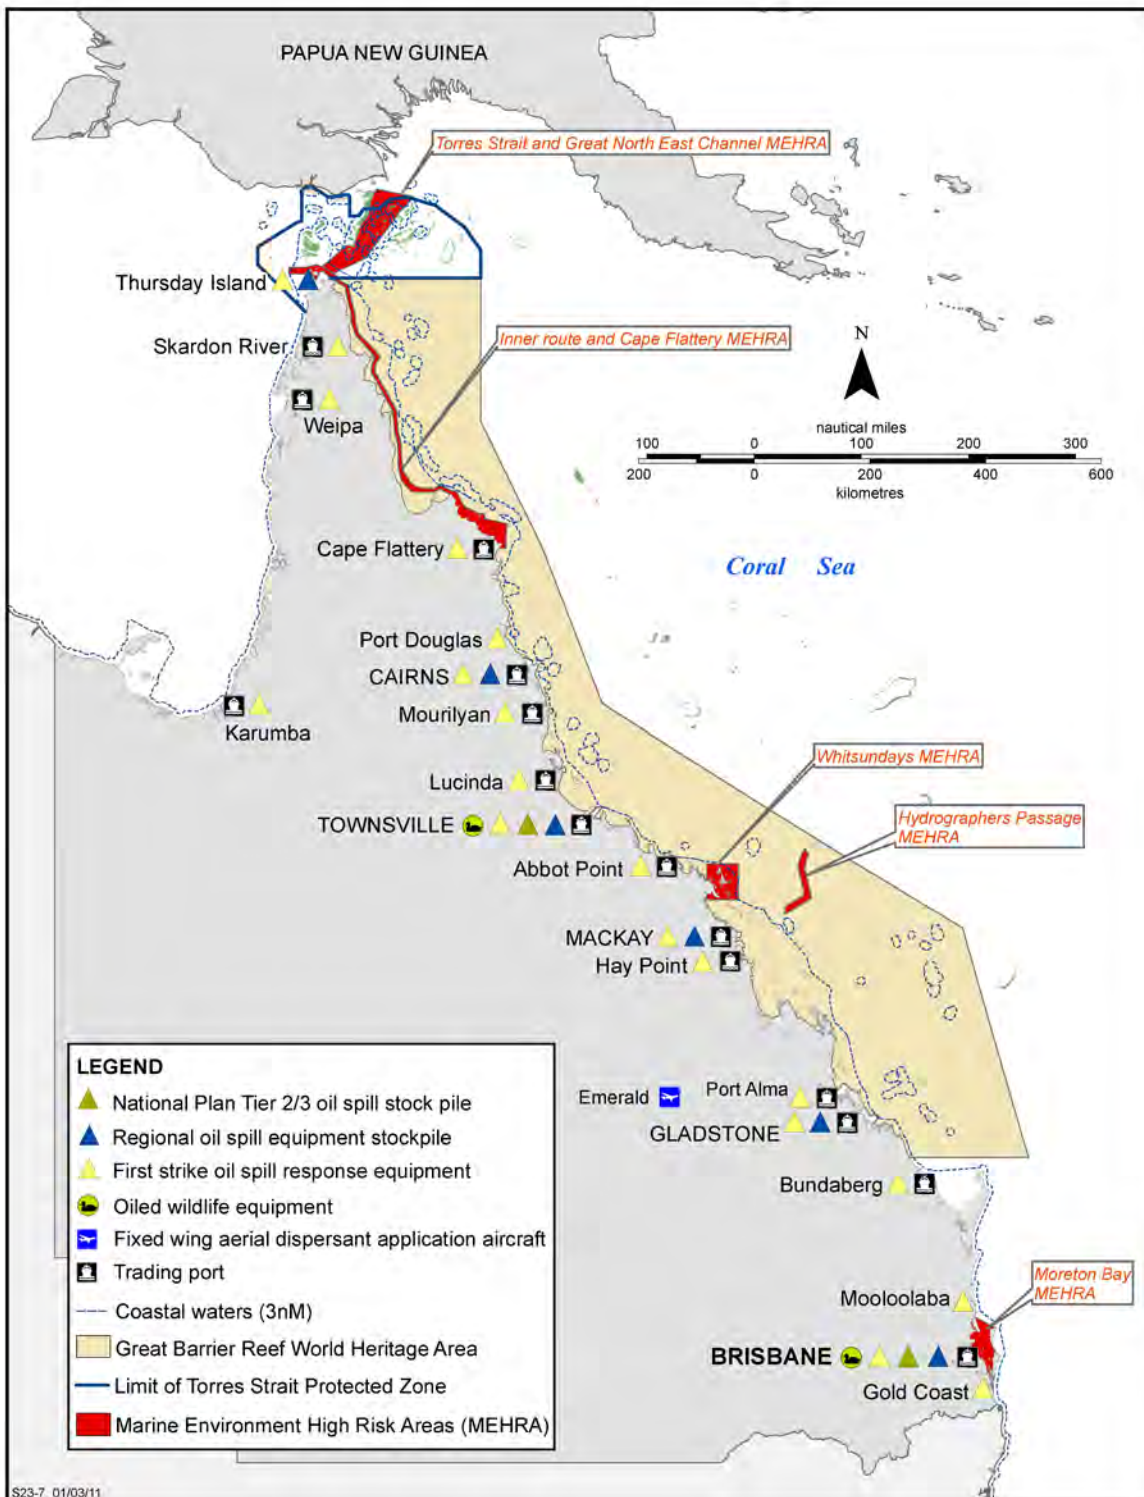 PAPUA NEW GUINEA
Torres Strait and Great North East Channel MEHRA
Thursday Island
Skardon River
Inner route and Cape Flattery MEHRA
N
Weipa
nautical miles
100 0 100 200 300
200 0 200 400 600
kilometres
Cape Flattery
Coral Sea
Port Douglas
CAIRNS
Mourilyan
Karumba
Whitsundays MEHRA
Lucinda
TOWNSVILLE
Hydrographers Passage
MEHRA
Abbot Point
MACKAY
Hay Point
Emerald
Port Alma
GLADSTONE
Bundaberg
Moreton Bay
MEHRA
Mooloolaba
BRISBANE
Gold Coast
LEGEND
National Plan Tier 2/3 oil spill stock pile
Regional oil spill equipment stockpile
First strike oil spill response equipment
Oiled wildlife equipment
Fixed wing aerial dispersant application aircraft
Trading port
Coastal waters (3nM)
Great Barrier Reef World Heritage Area
Limit of Torres Strait Protected Zone
Marine Environment High Risk Areas (MEHRA)
S23-7 01/03/11